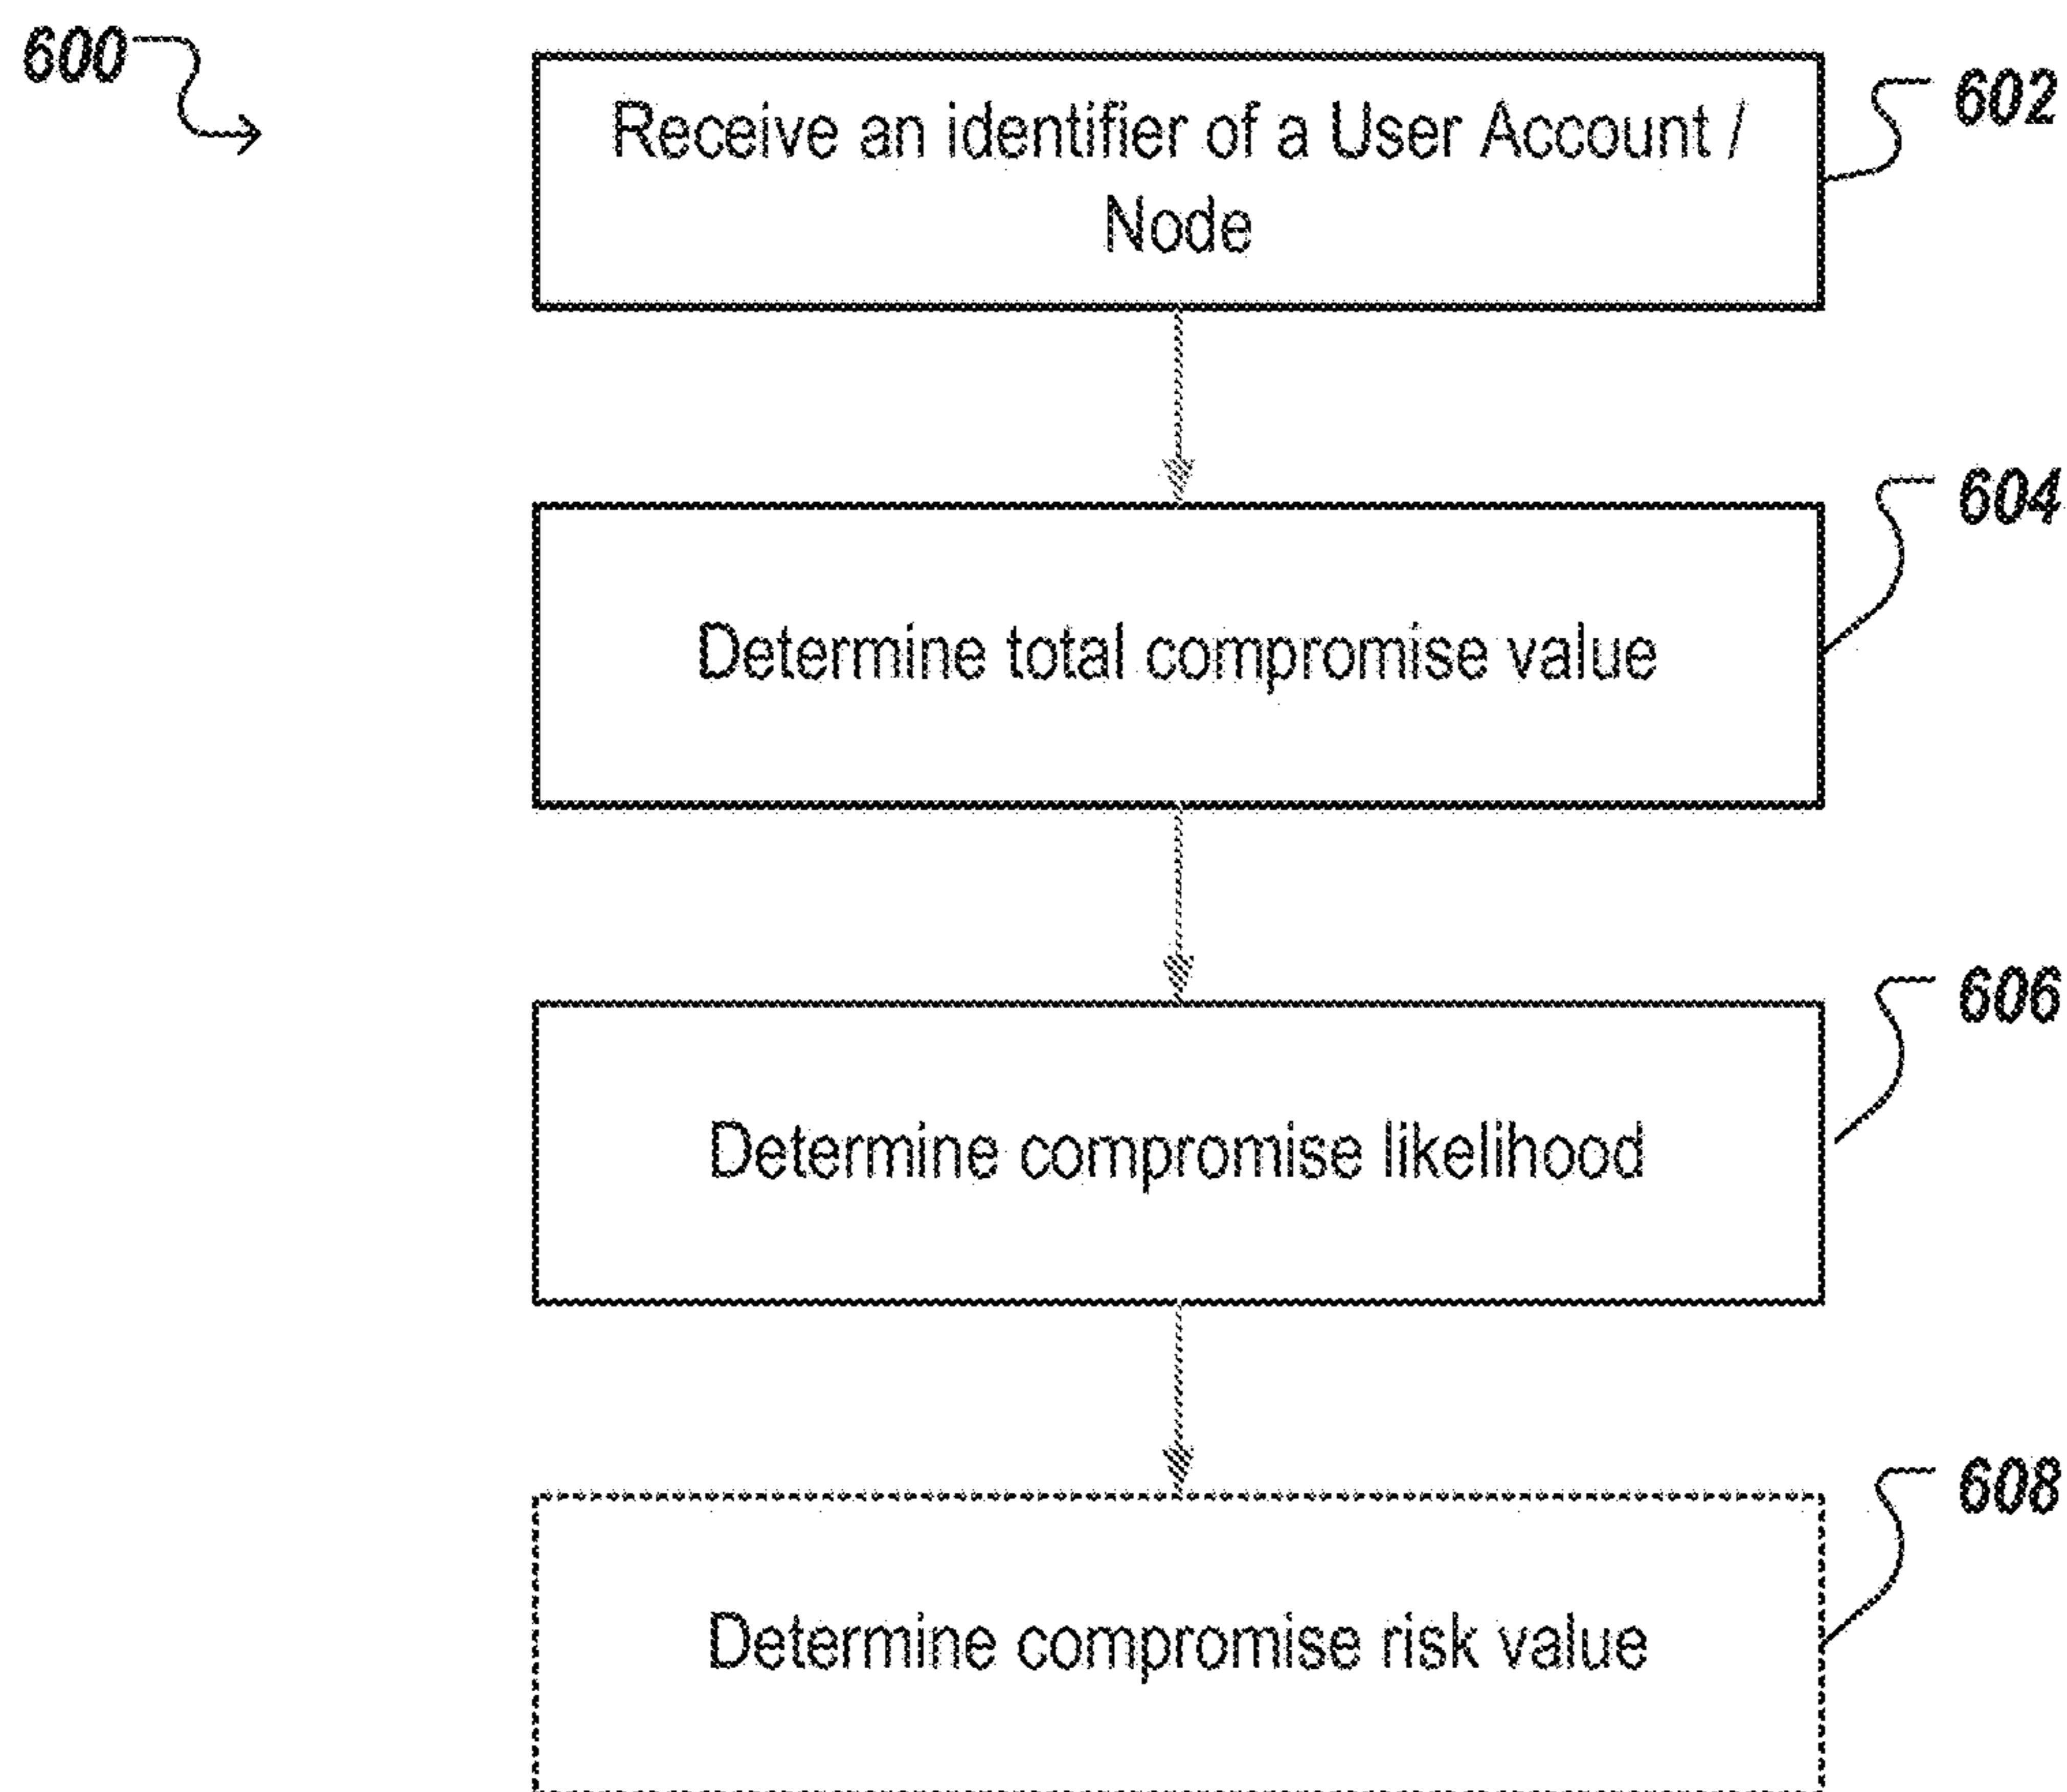 600
Receive an identifier of a User Account /
Node
602
Determine total compromise value
604
Determine compromise likelihood
606
Determine compromise risk value
608